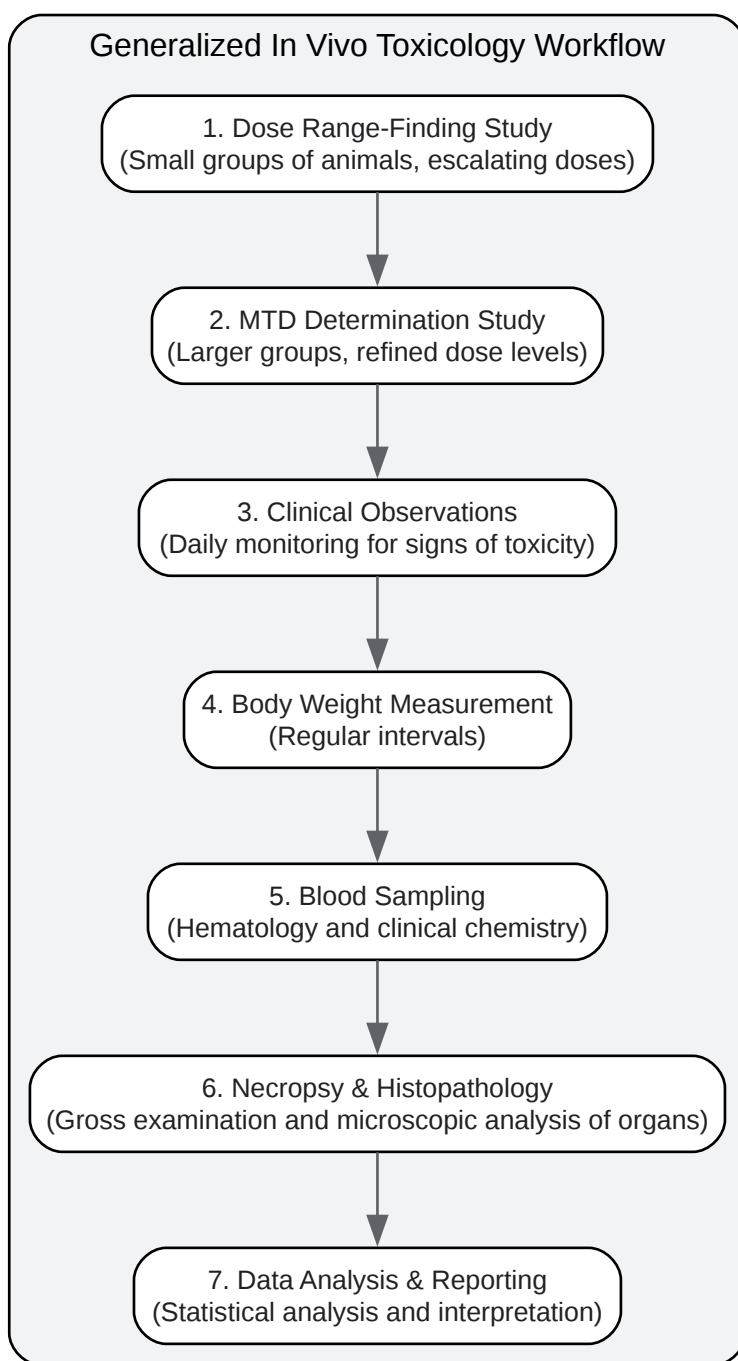 Generalized In Vivo Toxicology Workflow
1. Dose Range-Finding Study
(Small groups of animals, escalating doses)
2. MTD Determination Study
(Larger groups, refined dose levels)
3. Clinical Observations
(Daily monitoring for signs of toxicity)
4. Body Weight Measurement
(Regular intervals)
5. Blood Sampling
(Hematology and clinical chemistry)
6. Necropsy & Histopathology
(Gross examination and microscopic analysis of organs)
7. Data Analysis & Reporting
(Statistical analysis and interpretation)